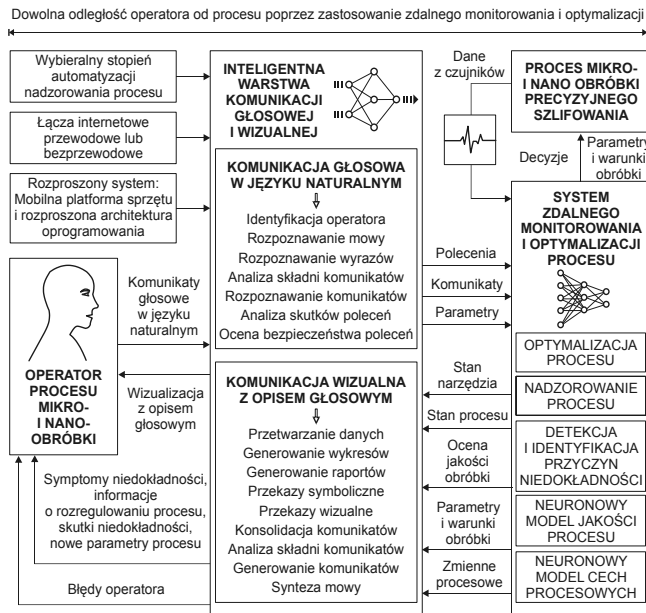 Dowolna odległość operatora od procesu poprzez zastosowanie zdalnego monitorowania i optymalizacji
Wybieralny stopień
automatyzacji
nadzorowania procesu
Łącza internetowe
przewodowe lub
bezprzewodowe
Rozproszony system:
Mobilna platforma sprzętu
i rozproszona architektura
oprogramowania
OPERATOR
PROCESU
MIKRO-
I NANO-
OBRÓBKI
Komunikaty
głosowe
w języku
naturalnym
Wizualizacja
z opisem
głosowym
Symptomy niedokładności,
informacje
o rozregulowaniu procesu,
skutki niedokładności,
nowe parametry procesu
Błędy operatora
INTELIGENTNA
WARSTWA
KOMUNIKACJI
GŁOSOWEJ
I WIZUALNEJ
KOMUNIKACJA GŁOSOWA
W JĘZYKU NATURALNYM
Identyfikacja operatora
Rozpoznawanie mowy
Rozpoznawanie wyrazów
Analiza składni komunikatów
Rozpoznawanie komunikatów
Analiza skutków poleceń
Ocena bezpieczeństwa poleceń
KOMUNIKACJA WIZUALNA
Z OPISEM GŁOSOWYM
Przetwarzanie danych
Generowanie wykresów
Generowanie raportów
Przekazy symboliczne
Przekazy wizualne
Konsolidacja komunikatów
Analiza składni komunikatów
Generowanie komunikatów
Synteza mowy
Dane
z czujników
Decyzje
Parametry
i warunki
obróbki
Polecenia
Komunikaty
Parametry
Stan
narzędzia
Stan procesu
Ocena
jakości
obróbki
Parametry
i warunki
obróbki
Zmienne
procesowe
PROCES MIKRO-
I NANO OBRÓBKI
PRECYZYJNEGO
SZLIFOWANIA
SYSTEM
ZDALNEGO
MONITOROWANIA
I OPTYMALIZACJI
PROCESU
OPTYMALIZACJA
PROCESU
NADZOROWANIE
PROCESU
DETEKCJA
I IDENTYFIKACJA
PRZYCZYN
NIEDOKŁADNOŚCI
NEURONOWY
MODEL JAKOŚCI
PROCESU
NEURONOWY
MODEL CECH
PROCESOWYCH